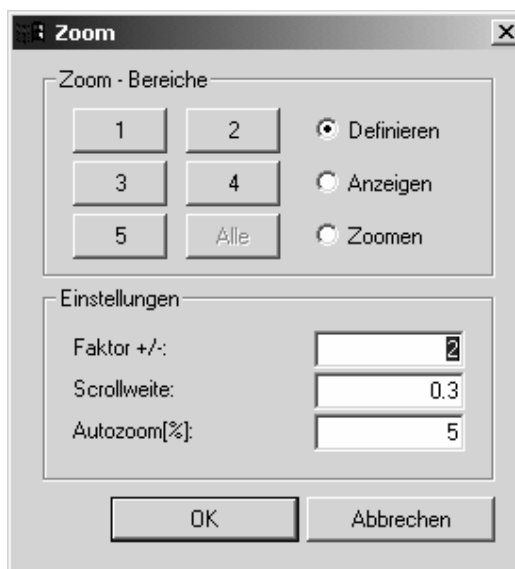 Zoom
Zoom - Bereiche
1 2 Definieren
3 4 Anzeigen
5 Alle Zoomen
Einstellungen
Faktor +/-: 2
Scrollweite: 0.3
Autozoom[%]: 5
OK Abbrechen